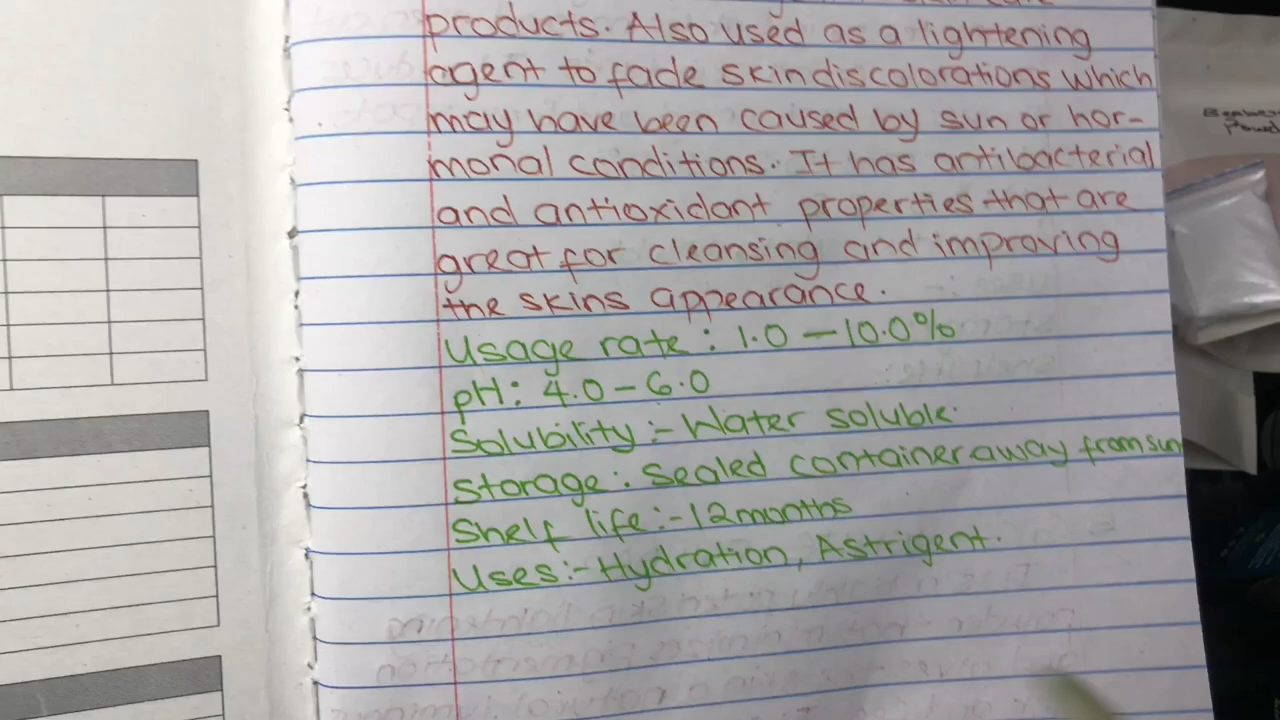 products. Also used as a lightening
agent to fade skin discolorations which
may have been caused by sun or hor-
monal conditions. It has antibacterial
and antioxidant properties that are
great for cleansing and improving
the skins appearance.
Usage rate: 1.0 – 10.0%
pH: 4.0 – 6.0
Solubility:- Water soluble.
Storage: Sealed container away from sun
Shelf life:- 12 months
Uses:- Hydration, Astrigent.